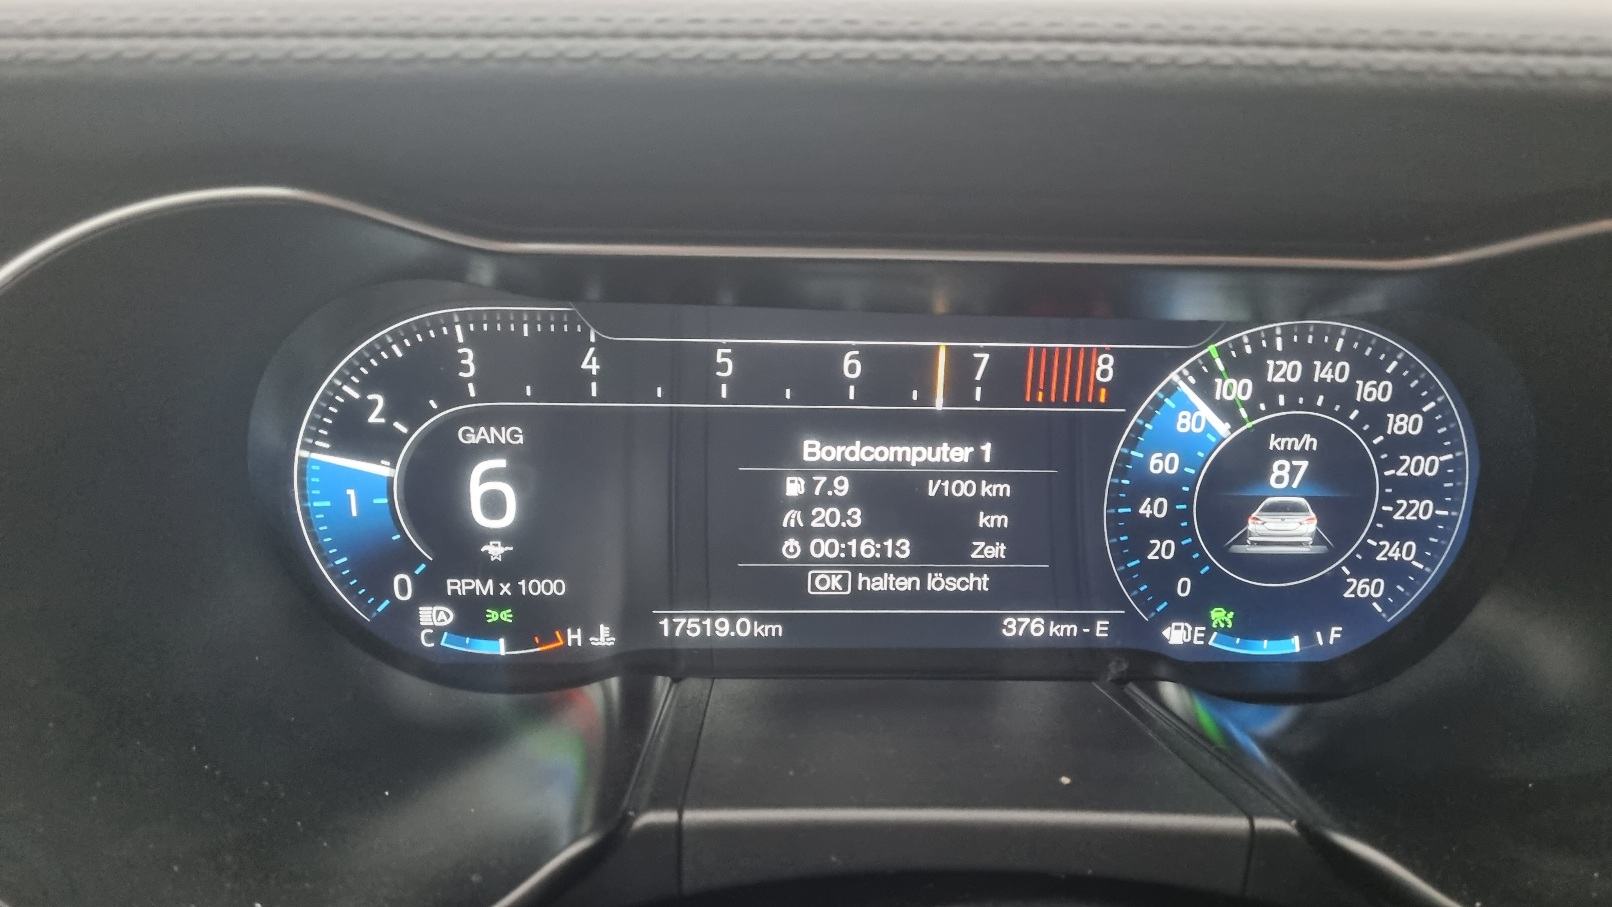 0 1 2 3 4 5 6 7 8
GANG
6
RPM x 1000
A
C H
Bordcomputer 1
7.9 l/100 km
20.3 km
00:16:13 Zeit
OK halten löscht
17519.0 km 376 km - E
0 20 40 60 80 100 120 140 160 180 200 220 240 260
km/h
87
E F